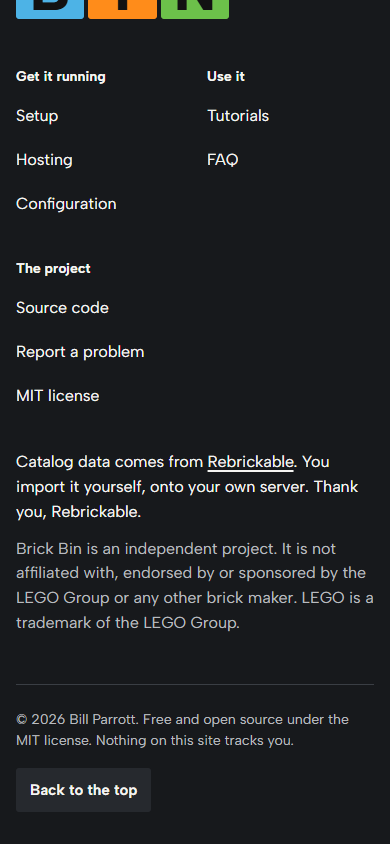 Get it running
Use it
Setup
Tutorials
Hosting
FAQ
Configuration
The project
Source code
Report a problem
MIT license
Catalog data comes from Rebrickable. You
import it yourself, onto your own server. Thank
you, Rebrickable.
Brick Bin is an independent project. It is not
affiliated with, endorsed by or sponsored by the
LEGO Group or any other brick maker. LEGO is a
trademark of the LEGO Group.
© 2026 Bill Parrott. Free and open source under the
MIT license. Nothing on this site tracks you.
Back to the top